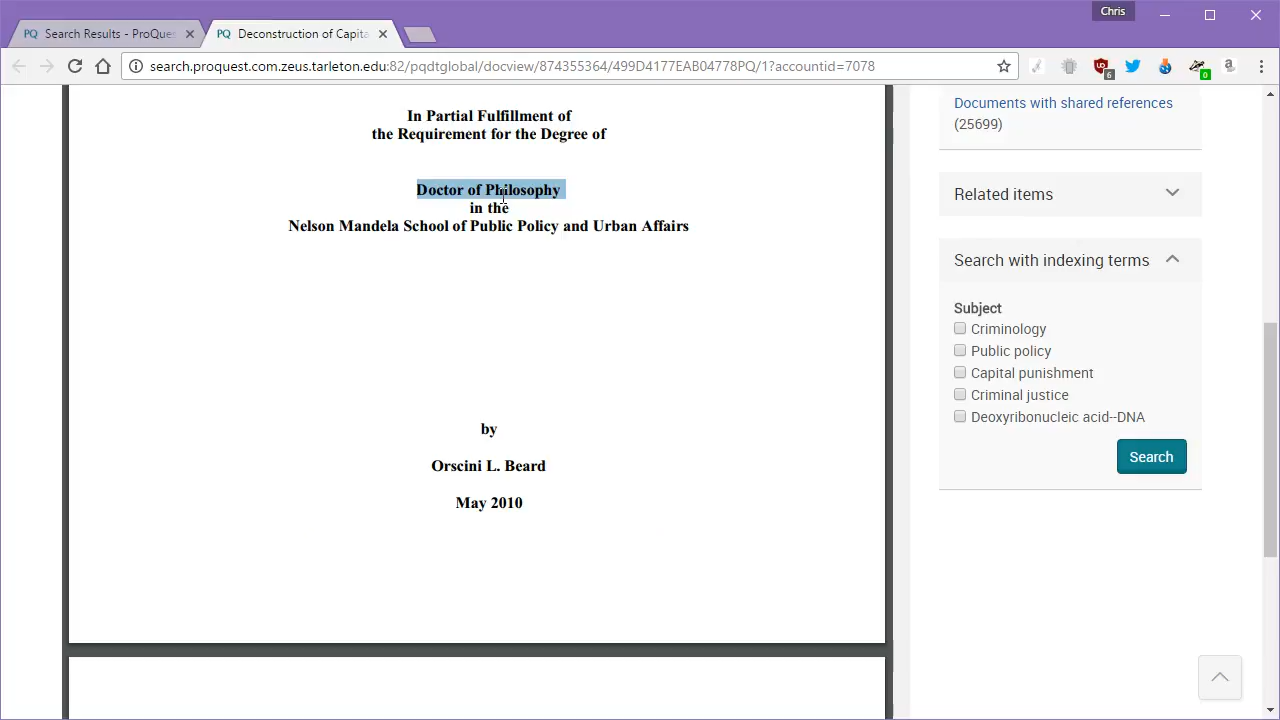 Chris
PQ Search Results - ProQues
PQ Deconstruction of Capita
search.proquest.com.zeus.tarleton.edu:82/pqdtglobal/docview/874355364/499D4177EAB04778PQ/1?accountid=7078
6
0
a
In Partial Fulfillment of
the Requirement for the Degree of
Doctor of Philosophy
in the
Nelson Mandela School of Public Policy and Urban Affairs
by
Orscini L. Beard
May 2010
Documents with shared references
(25699)
Related items
Search with indexing terms
Subject
Criminology
Public policy
Capital punishment
Criminal justice
Deoxyribonucleic acid--DNA
Search